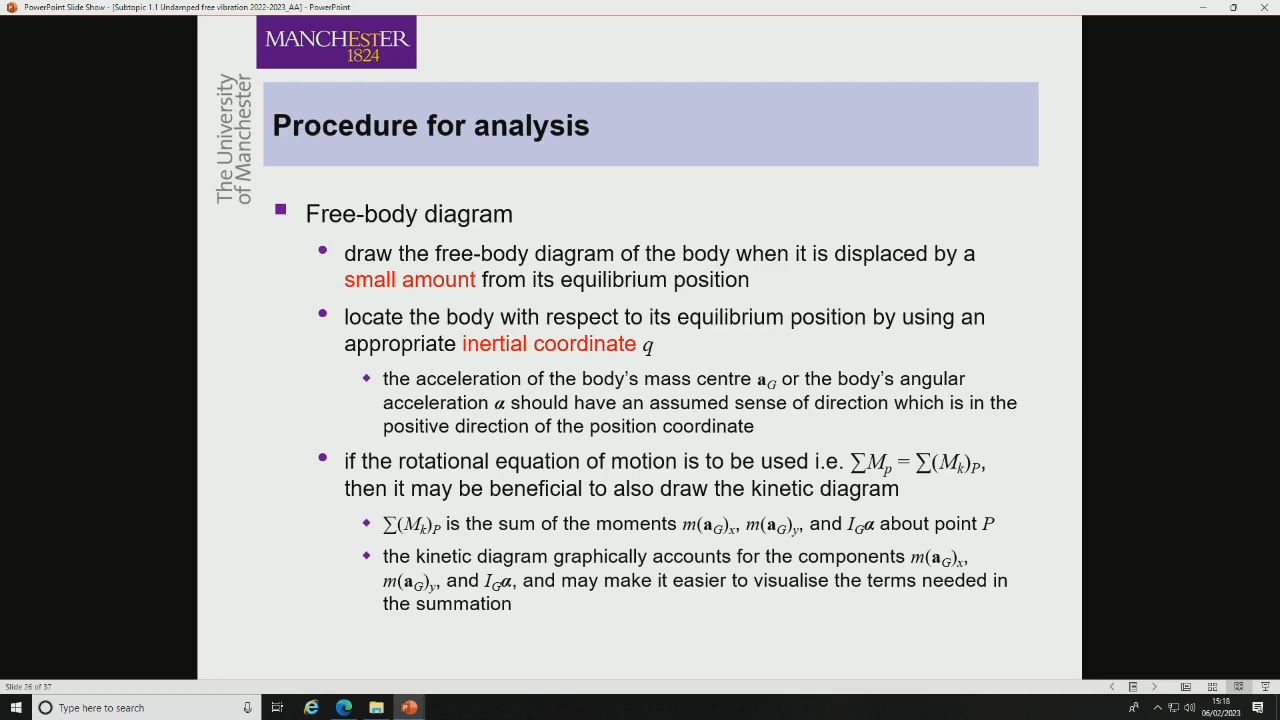 PowerPoint Slide Show - [Subtopic 1.1 Undamped free vibration 2022-2023_AA] - PowerPoint
MANCHESTER
1824
The University
of Manchester
Procedure for analysis
Free-body diagram
draw the free-body diagram of the body when it is displaced by a
small amount from its equilibrium position
locate the body with respect to its equilibrium position by using an
appropriate inertial coordinate q
the acceleration of the body's mass centre a_G or the body's angular
acceleration α should have an assumed sense of direction which is in the
positive direction of the position coordinate
if the rotational equation of motion is to be used i.e. ∑M_p = ∑(M_k)_P,
then it may be beneficial to also draw the kinetic diagram
∑(M_k)_P is the sum of the moments m(a_G)_x, m(a_G)_y, and I_Gα about point P
the kinetic diagram graphically accounts for the components m(a_G)_x,
m(a_G)_y, and I_Gα, and may make it easier to visualise the terms needed in
the summation
Slide 26 of 37
Type here to search
15:18
06/02/2023